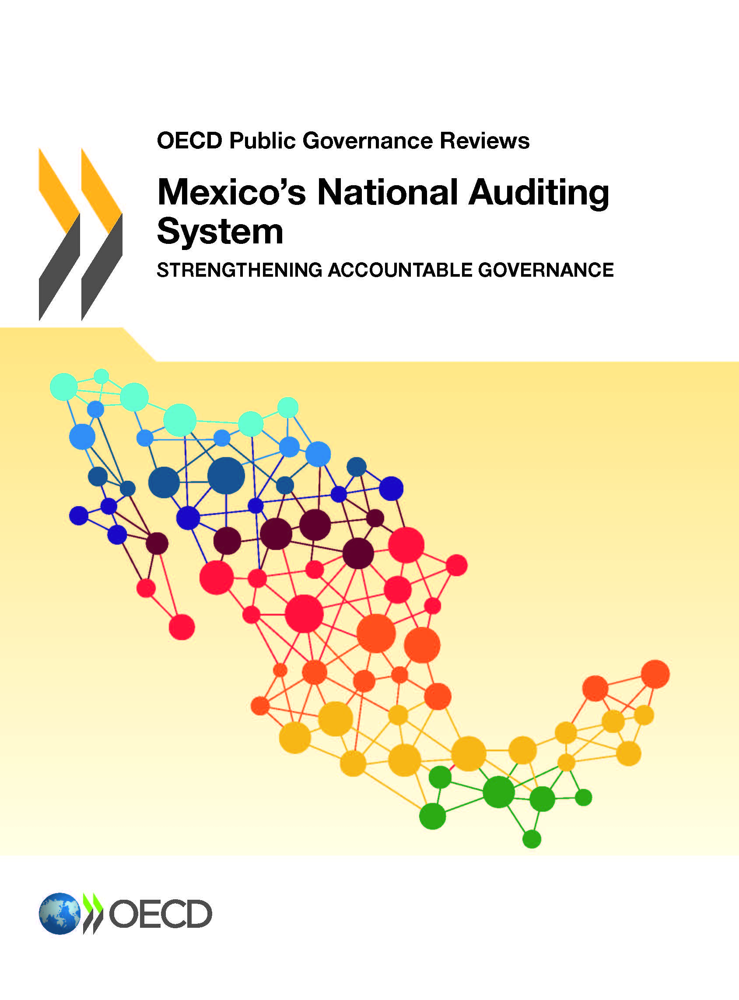 OECD Public Governance Reviews
Mexico’s National Auditing
System
STRENGTHENING ACCOUNTABLE GOVERNANCE
OECD